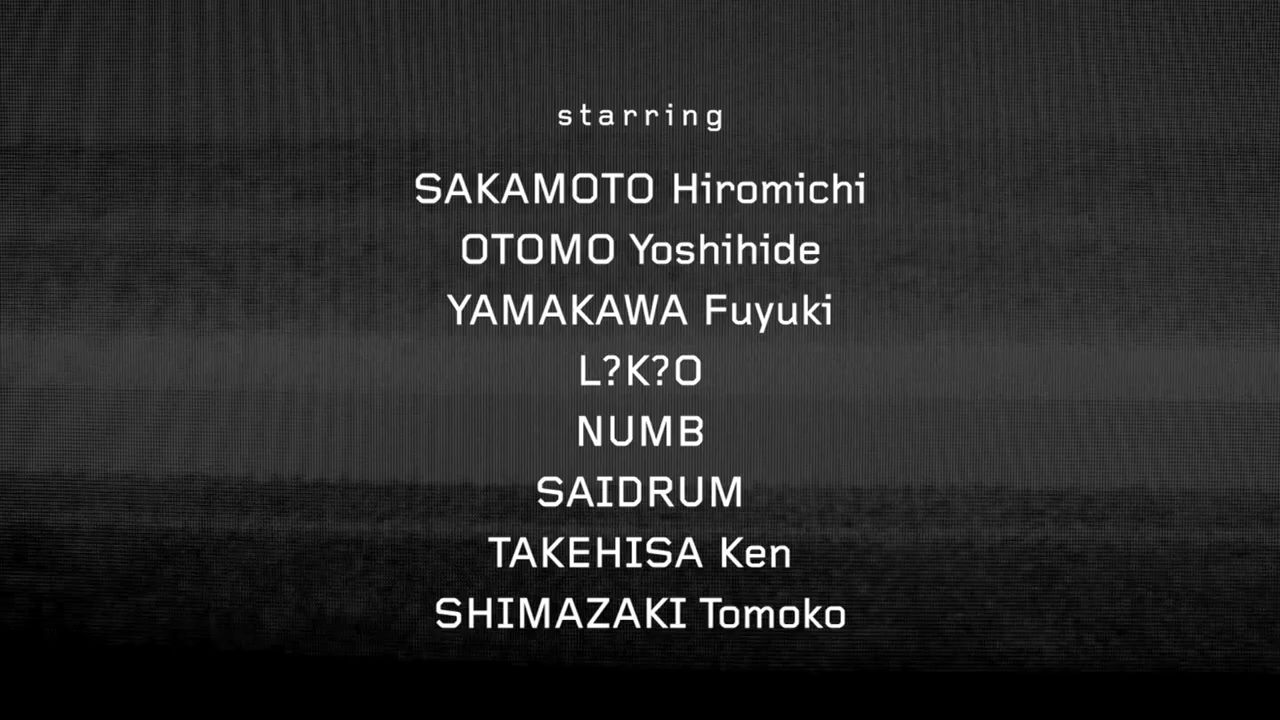 starring
SAKAMOTO Hiromichi
OTOMO Yoshihide
YAMAKAWA Fuyuki
L?K?O
NUMB
SAIDRUM
TAKEHISA Ken
SHIMAZAKI Tomoko